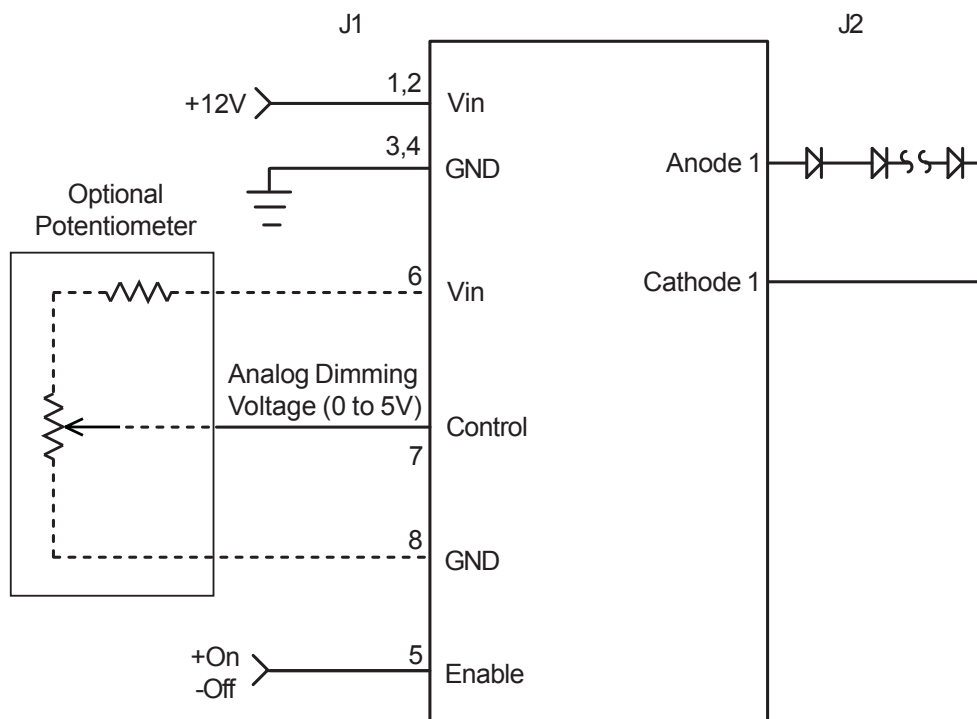 J1
J2
1,2
+12V
Vin
3,4
GND
Anode 1
Optional
Potentiometer
6
Vin
Cathode 1
Analog Dimming
Voltage (0 to 5V)
Control
7
8
GND
+On
-Off
5
Enable